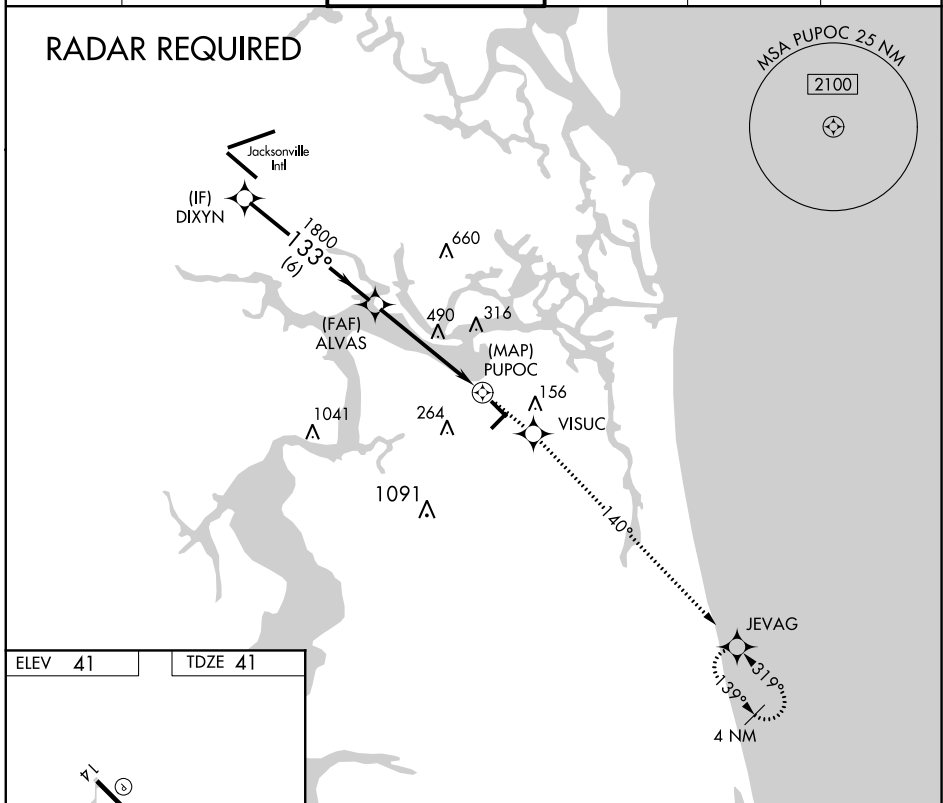 RADAR REQUIRED
MSA PUPOC 25 NM
2100
Jacksonville
Intl
(IF)
DIXYN
1800
133°
(6)
660
(FAF)
ALVAS
490
316
(MAP)
PUPOC
156
VISUC
1041
264
1091
140°
JEVAG
319°
139°
4 NM
ELEV 41
TDZE 41
14
P